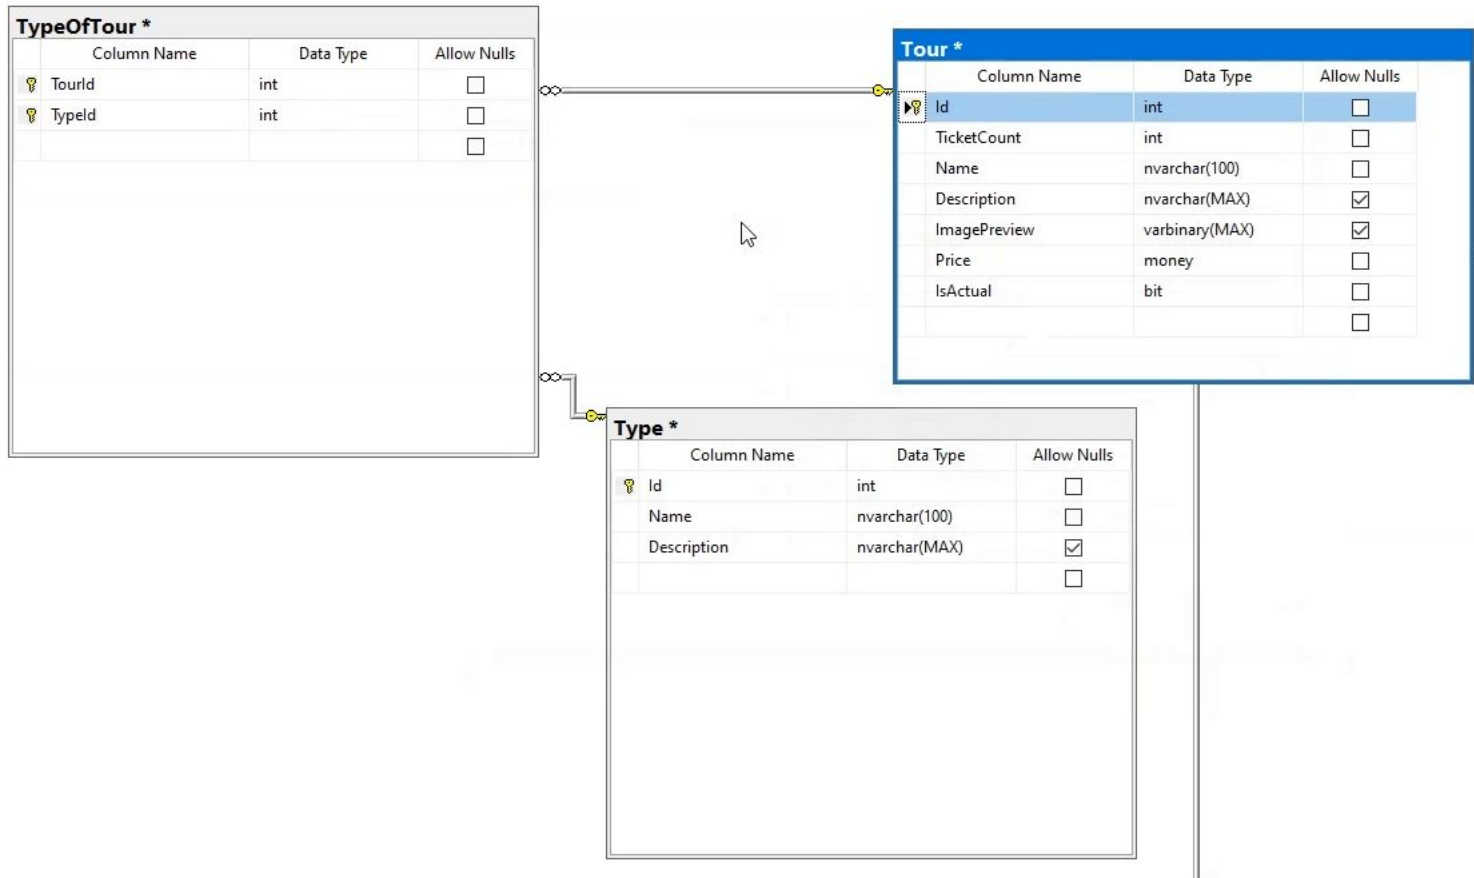 TypeOfTour *
Column Name Data Type Allow Nulls
TourId int
TypeId int
Tour *
Column Name Data Type Allow Nulls
Id int
TicketCount int
Name nvarchar(100)
Description nvarchar(MAX)
ImagePreview varbinary(MAX)
Price money
IsActual bit
Type *
Column Name Data Type Allow Nulls
Id int
Name nvarchar(100)
Description nvarchar(MAX)